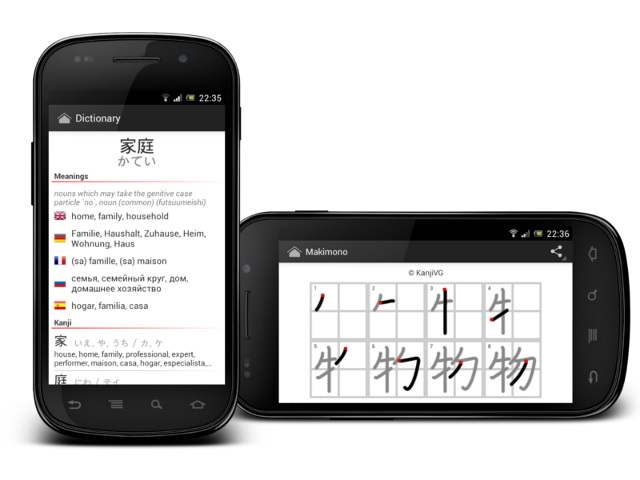 22:35
Dictionary
家庭
かてい
Meanings
nouns which may take the genitive case
particle `no`, noun (common) (futsuumeishi)
home, family, household
Familie, Haushalt, Zuhause, Heim,
Wohnung, Haus
(sa) famille, (sa) maison
семья, семейный круг, дом,
домашнее хозяйство
hogar, familia, casa
Kanji
家 いえ, や, うち / カ, ケ
house, home, family, professional, expert,
performer, maison, casa, hogar, especialista,...
庭 にわ / テイ
22:36
Makimono
© KanjiVG
1 2 3 4
5 6 7 8
物